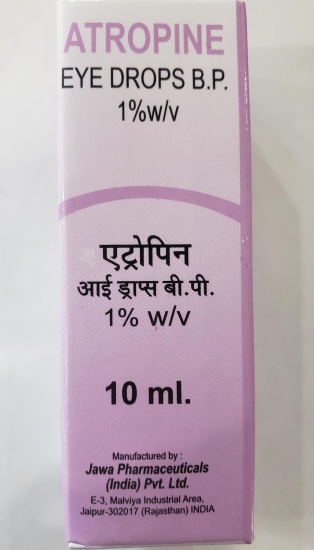 ATROPINE
EYE DROPS B.P.
1%w/v
एट्रोपिन
आई ड्राप्स बी.पी.
1% w/v
10 ml.
Manufactured by :
Jawa Pharmaceuticals
(India) Pvt. Ltd.
E-3, Malviya Industrial Area,
Jaipur-302017 (Rajasthan) INDIA